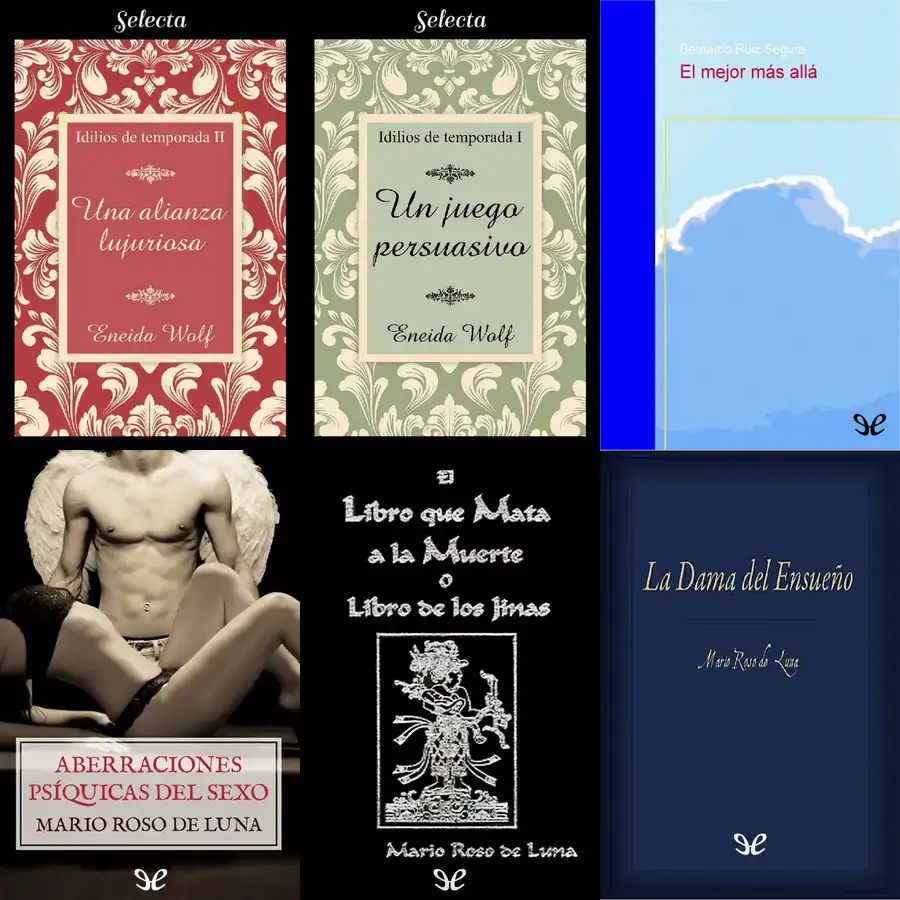 Selecta
Idilios de temporada II
Una alianza
lujuriosa
Eneida Wolf
Selecta
Idilios de temporada I
Un juego
persuasivo
Eneida Wolf
Bernardo Ruiz Segura
El mejor más allá
ABERRACIONES
PSÍQUICAS DEL SEXO
MARIO ROSO DE LUNA
El
Libro que Mata
a la Muerte
o
Libro de los Jinas
Mario Roso de Luna
La Dama del Ensueño
Mario Roso de Luna